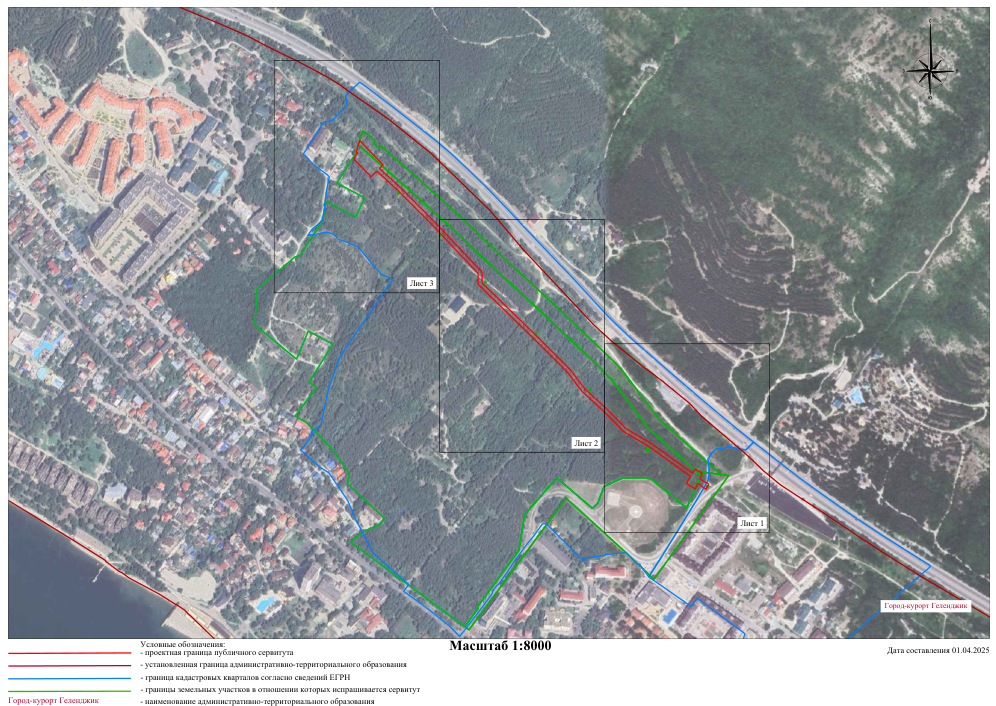 Лист 3
Лист 2
Лист 1
Город-курорт Геленджик
Условные обозначения:
- проектная граница публичного сервитута
- установленная граница административно-территориального образования
- граница кадастровых кварталов согласно сведений ЕГРН
- границы земельных участков в отношении которых испрашивается сервитут
Город-курорт Геленджик - наименование административно-территориального образования
Масштаб 1:8000
Дата составления 01.04.2025